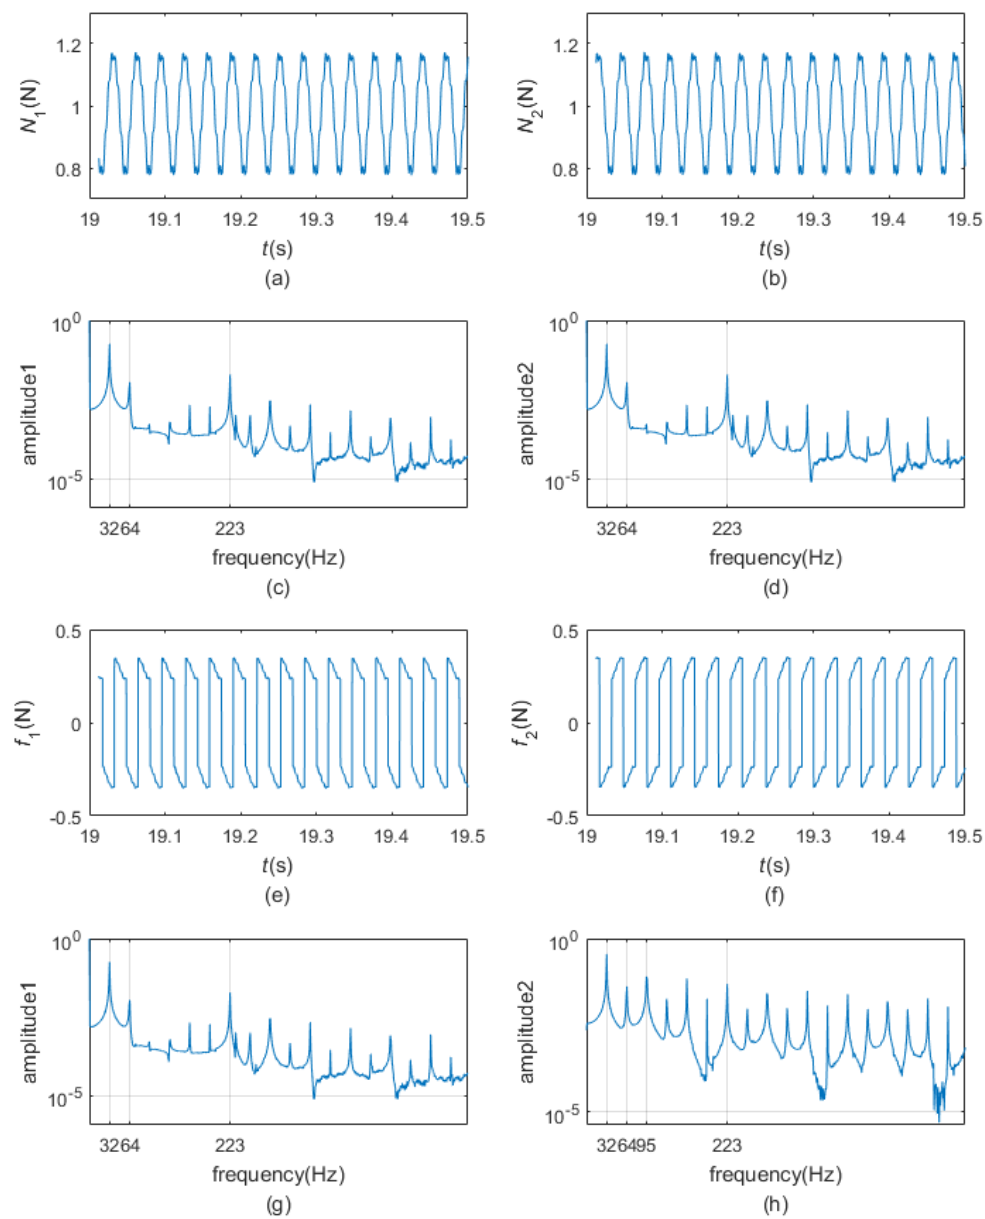 1.2
1
0.8
N1(N)
19 19.1 19.2 19.3 19.4 19.5
t(s)
(a)
1.2
1
0.8
N2(N)
19 19.1 19.2 19.3 19.4 19.5
t(s)
(b)
10^0
10^-5
amplitude1
3264 223
frequency(Hz)
(c)
10^0
10^-5
amplitude2
3264 223
frequency(Hz)
(d)
0.5
0
-0.5
f1(N)
19 19.1 19.2 19.3 19.4 19.5
t(s)
(e)
0.5
0
-0.5
f2(N)
19 19.1 19.2 19.3 19.4 19.5
t(s)
(f)
10^0
10^-5
amplitude1
3264 223
frequency(Hz)
(g)
10^0
10^-5
amplitude2
326495 223
frequency(Hz)
(h)